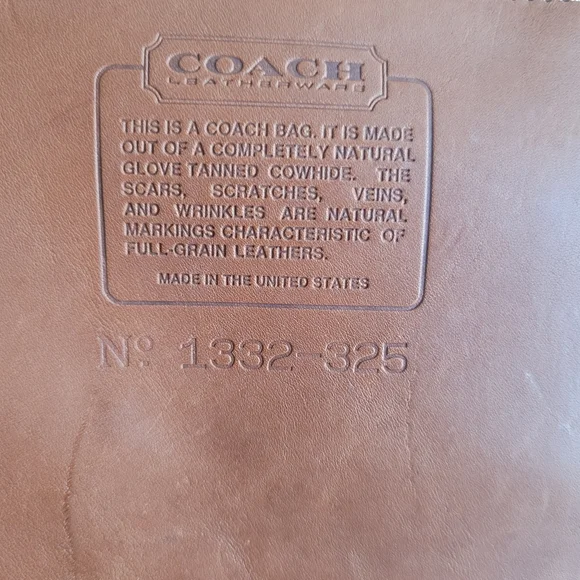 COACH
LEATHERWARE
THIS IS A COACH BAG. IT IS MADE
OUT OF A COMPLETELY NATURAL
GLOVE TANNED COWHIDE. THE
SCARS, SCRATCHES, VEINS,
AND WRINKLES ARE NATURAL
MARKINGS CHARACTERISTIC OF
FULL-GRAIN LEATHERS.
MADE IN THE UNITED STATES
Nº 1332-325